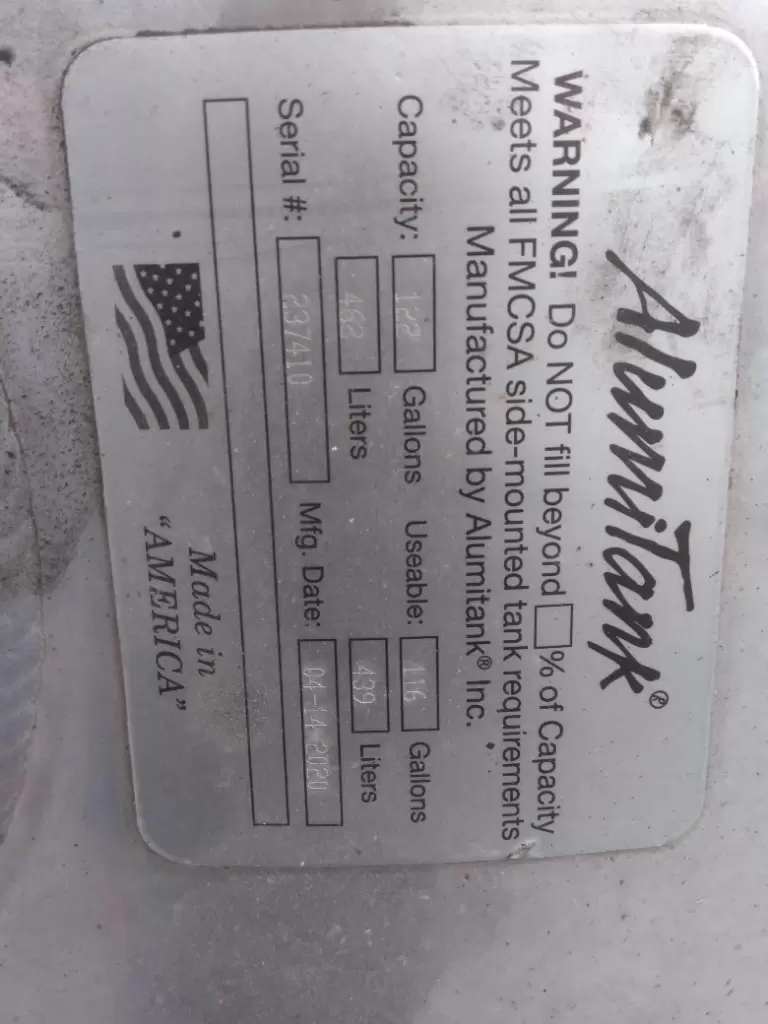 AlumiTank®
WARNING! Do NOT fill beyond % of Capacity
Meets all FMCSA side-mounted tank requirements
Manufactured by Alumitank® Inc.
Capacity: 122 Gallons Useable: 116 Gallons
462 Liters 439 Liters
Serial #: 237410 Mfg. Date: 04-14-2020
Made in
“AMERICA”